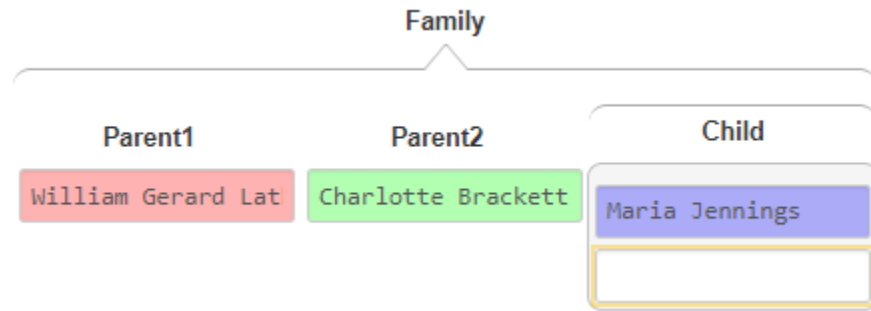 Family
Parent1
Parent2
Child
William Gerard Lat
Charlotte Brackett
Maria Jennings